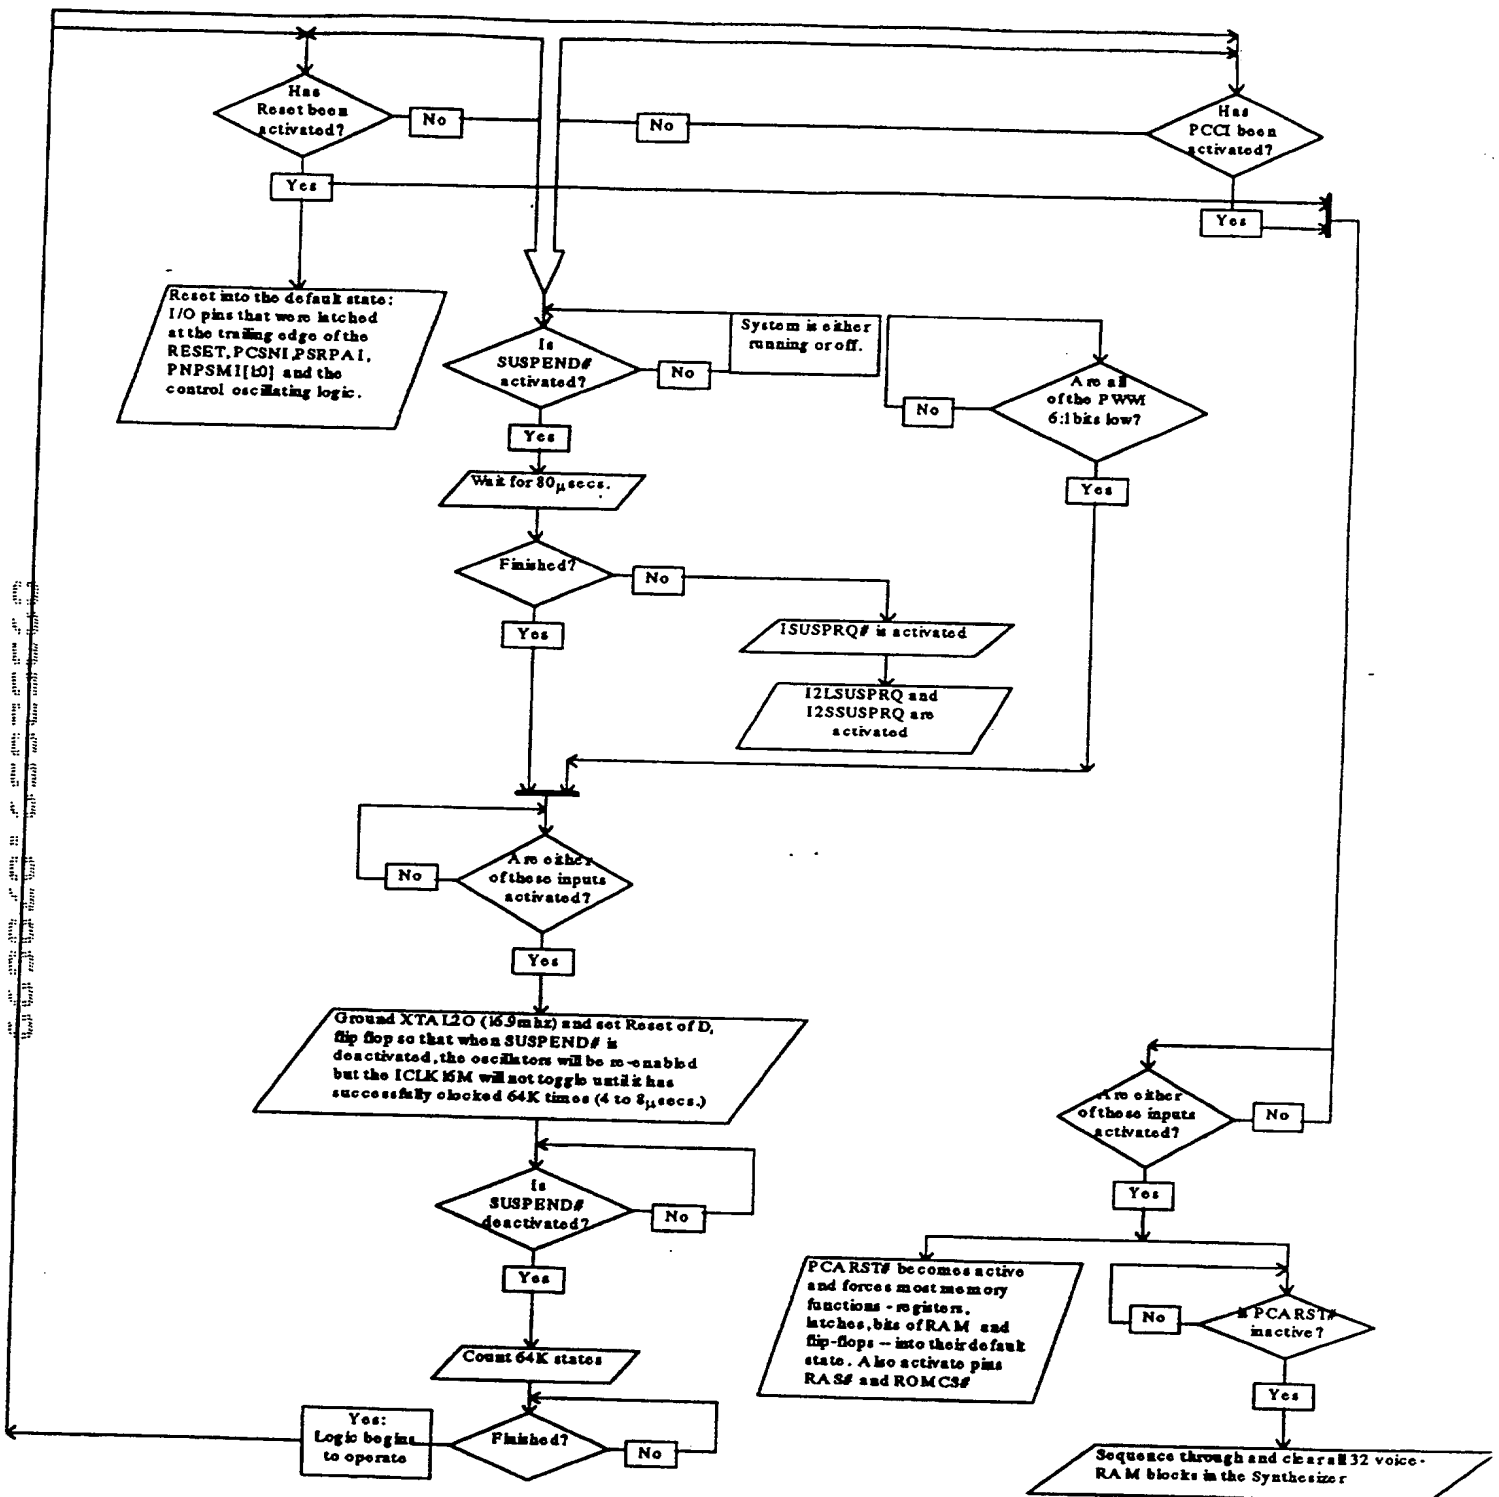 Has
Reset been
activated?
No
No
Has
PCCI been
activated?
Yes
Yes
Reset into the default state:
I/O pins that were latched
at the trailing edge of the
RESET, PCSNI, PSRPAI,
PNPSMI[1:0] and the
control oscillating logic.
Is
SUSPEND#
activated?
No
System is either
running or off.
Are all
of the PWWI
6:1 bits low?
No
Yes
Yes
Wait for 80μsecs.
Finished?
No
Yes
ISUSPRQ# is activated
I2LSUSPRQ and
I2SSUSPRQ are
activated
Are either
of these inputs
activated?
No
Yes
Ground XTAL2O (16.9mhz) and set Reset of D,
flip flop so that when SUSPEND# is
deactivated, the oscillators will be re-enabled
but the ICLK16M will not toggle until it has
successfully clocked 64K times (4 to 8μsecs.)
Are either
of these inputs
activated?
No
Yes
Is
SUSPEND#
deactivated?
No
Yes
PCARST# becomes active
and forces most memory
functions - registers,
latches, bits of RAM and
flip-flops -- into their default
state. Also activate pins
RAS# and ROMCS#
Is PCARST#
inactive?
No
Yes
Count 64K states
Finished?
No
Yes:
Logic begins
to operate
Sequence through and clear all 32 voice-
RAM blocks in the Synthesizer